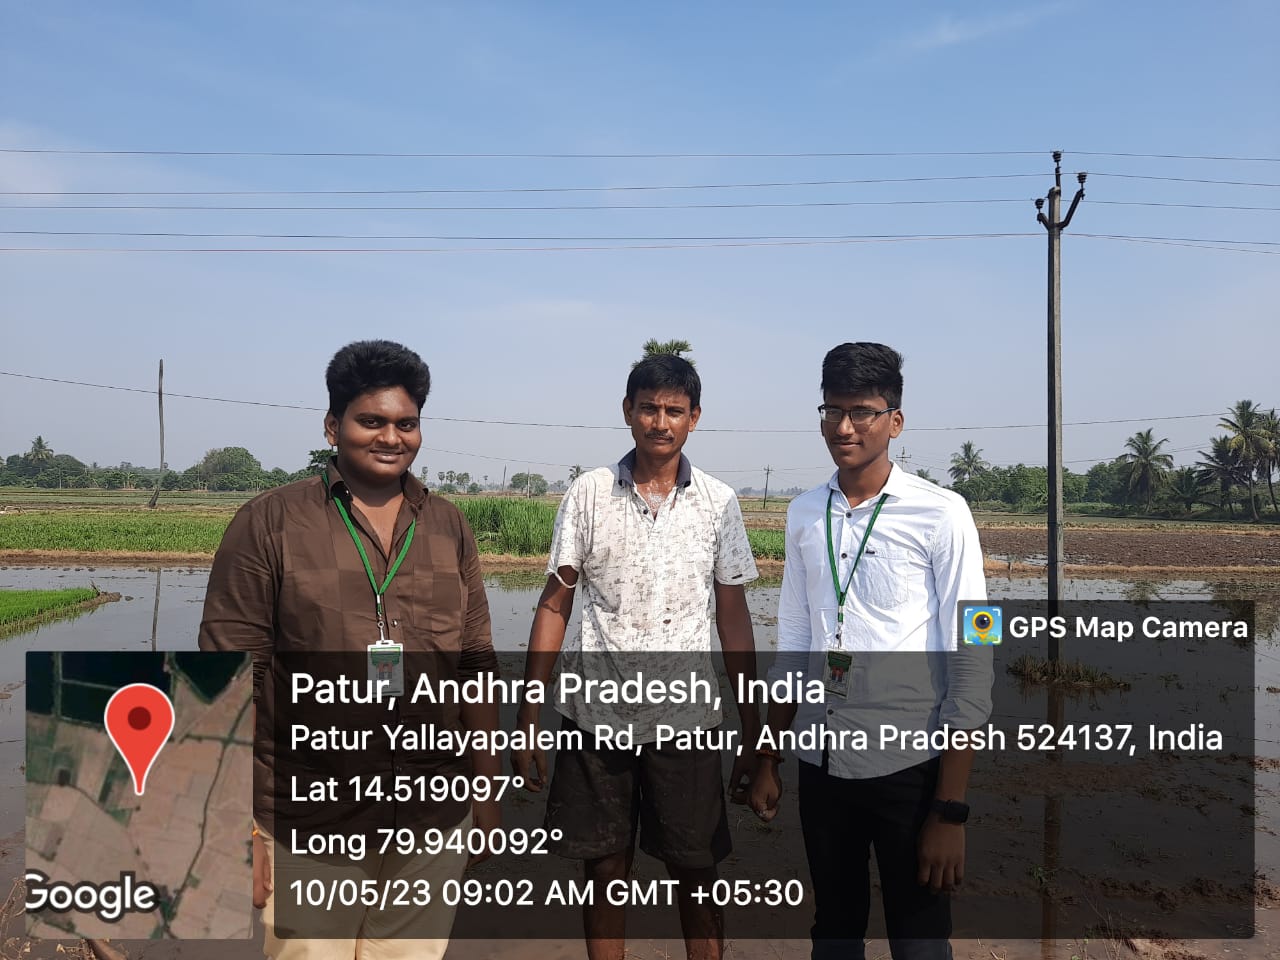 GPS Map Camera
Patur, Andhra Pradesh, India
Patur Yallayapalem Rd, Patur, Andhra Pradesh 524137, India
Lat 14.519097°
Long 79.940092°
10/05/23 09:02 AM GMT +05:30
Google